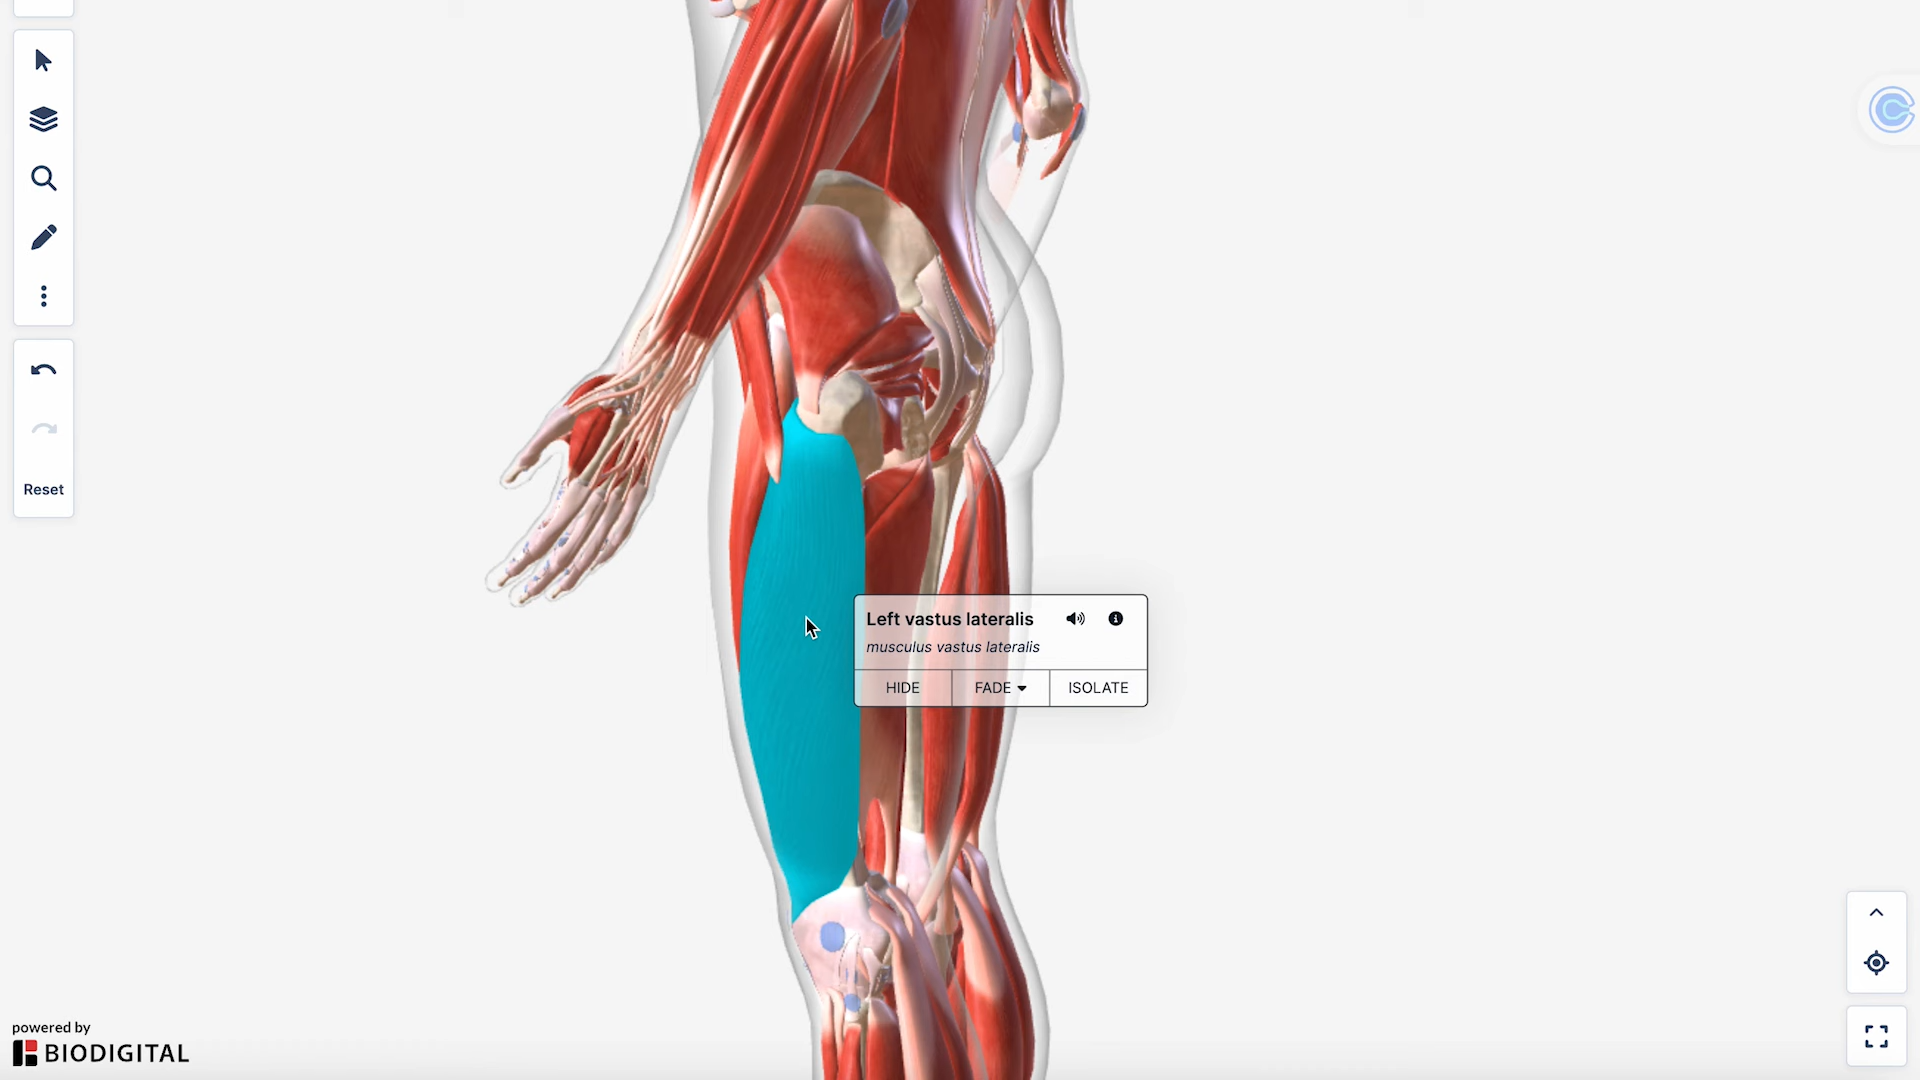 Reset
Left vastus lateralis
musculus vastus lateralis
HIDE FADE ISOLATE
powered by
BIODIGITAL